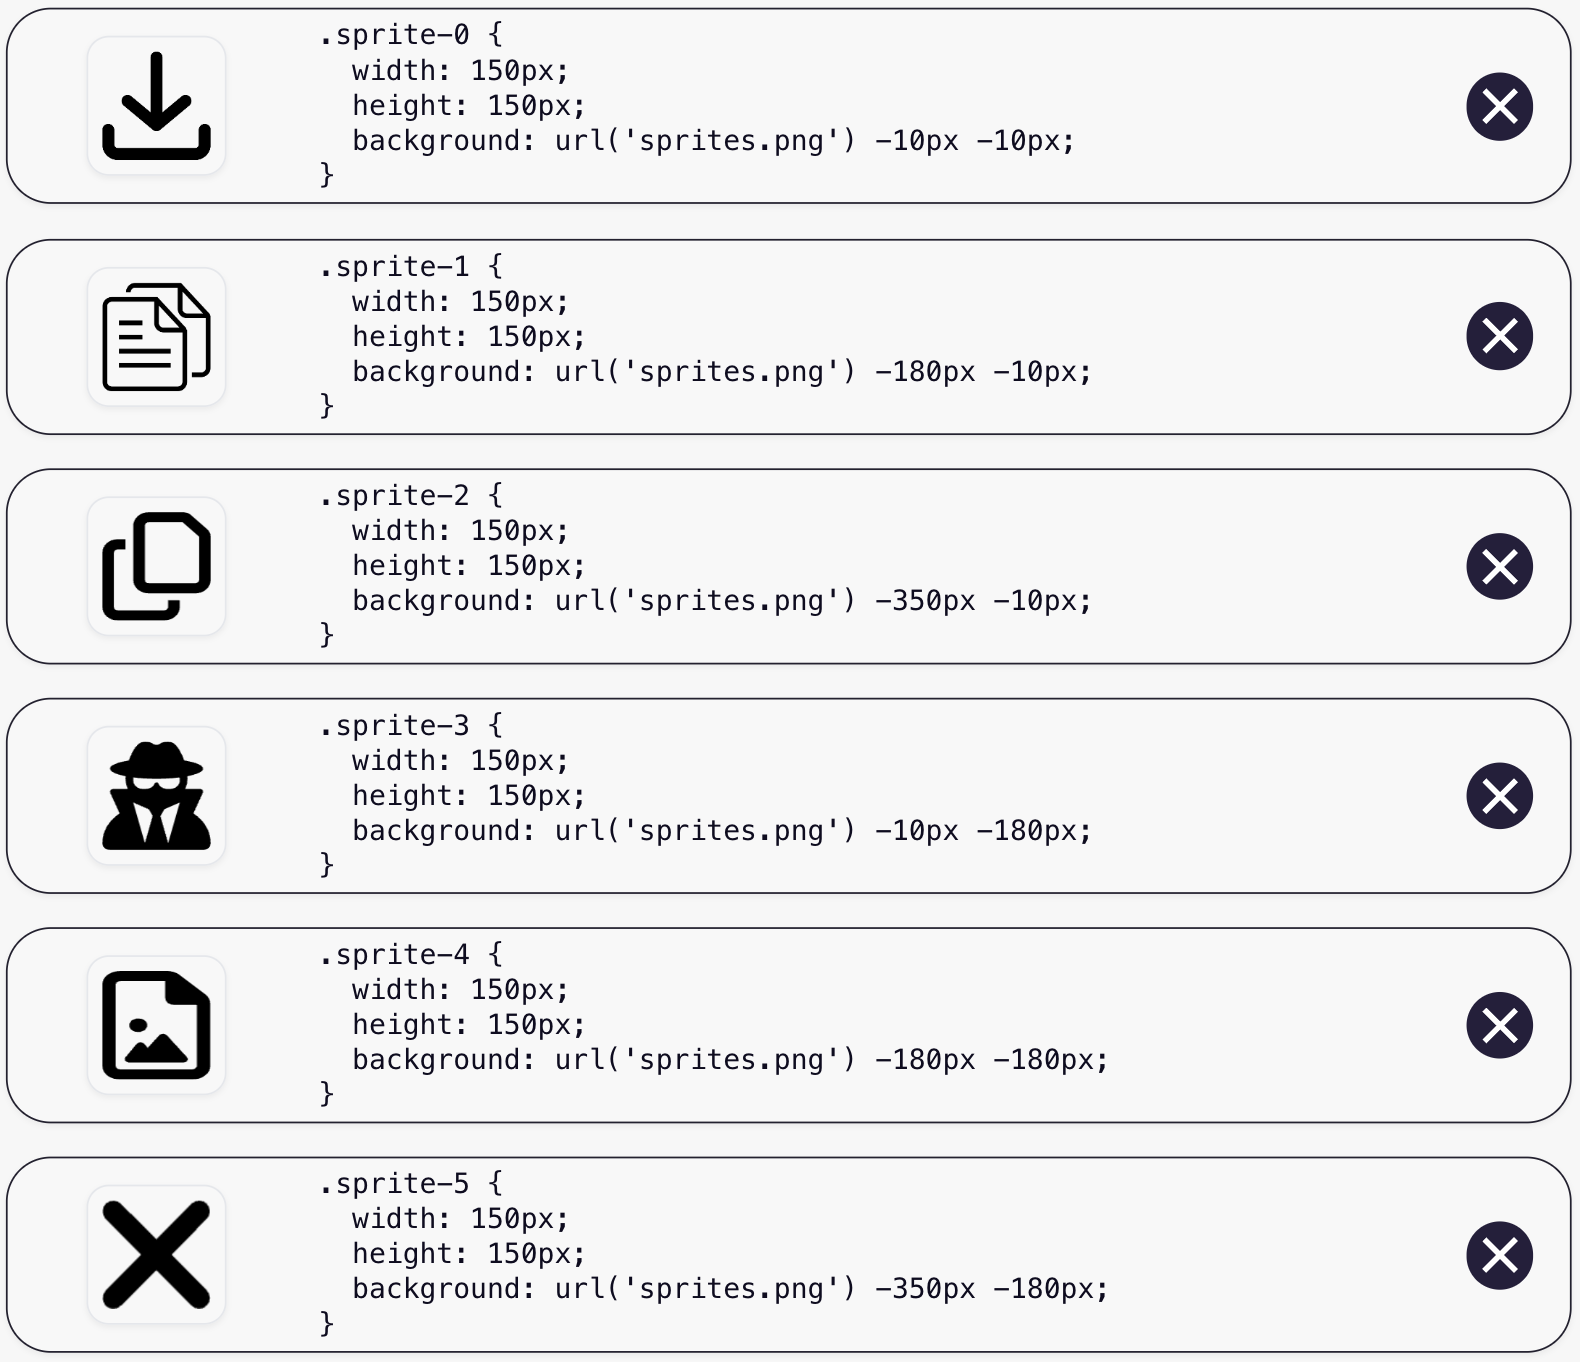 .sprite-0 {
  width: 150px;
  height: 150px;
  background: url('sprites.png') -10px -10px;
}
.sprite-1 {
  width: 150px;
  height: 150px;
  background: url('sprites.png') -180px -10px;
}
.sprite-2 {
  width: 150px;
  height: 150px;
  background: url('sprites.png') -350px -10px;
}
.sprite-3 {
  width: 150px;
  height: 150px;
  background: url('sprites.png') -10px -180px;
}
.sprite-4 {
  width: 150px;
  height: 150px;
  background: url('sprites.png') -180px -180px;
}
.sprite-5 {
  width: 150px;
  height: 150px;
  background: url('sprites.png') -350px -180px;
}